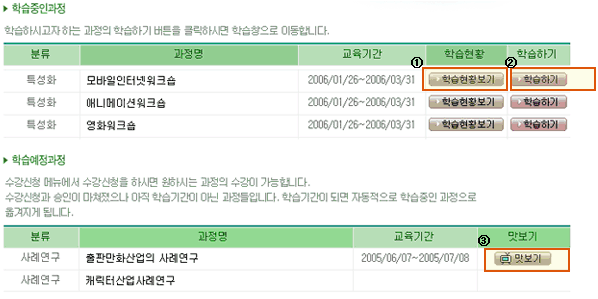 학습중인과정
학습하시고자 하는 과정의 학습하기 버튼을 클릭하시면 학습창으로 이동합니다.
① ②
분류 과정명 교육기간 학습현황 학습하기
특성화 모바일인터넷워크숍 2006/01/26~2006/03/31 학습현황보기 학습하기
특성화 애니메이션워크숍 2006/01/26~2006/03/31 학습현황보기 학습하기
특성화 영화워크숍 2006/01/26~2006/03/31 학습현황보기 학습하기
학습예정과정
수강신청 메뉴에서 수강신청을 하시면 원하시는 과정의 수강이 가능합니다.
수강신청과 승인이 마쳐졌으나 아직 학습기간이 아닌 과정들입니다. 학습기간이 되면 자동적으로 학습중인 과정으로
옮겨지게 됩니다.
분류 과정명 교육기간 맛보기
③
사례연구 출판만화산업의 사례연구 2005/06/07~2005/07/08 맛보기
사례연구 캐릭터산업사례연구